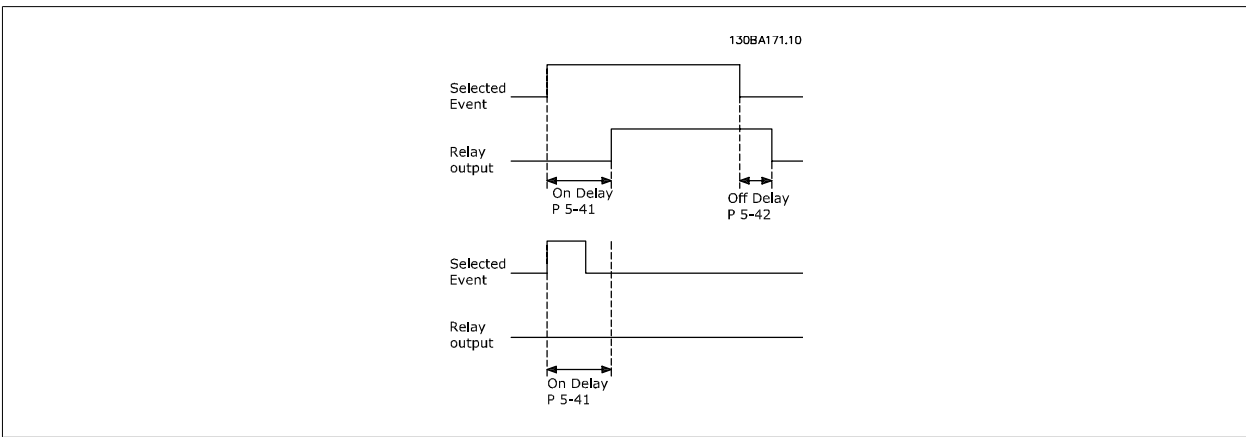 130BA171.10
Selected
Event
Relay
output
On Delay
P 5-41
Off Delay
P 5-42
Selected
Event
Relay
output
On Delay
P 5-41